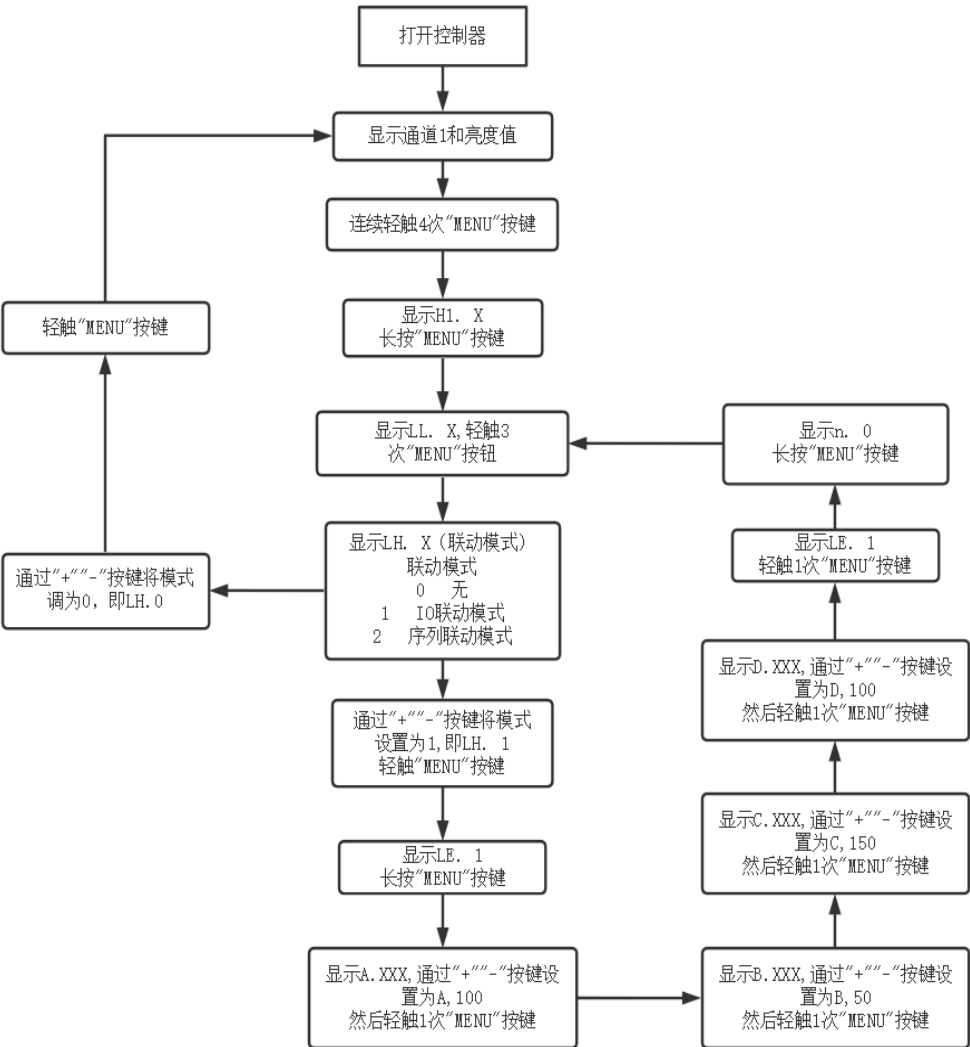 打开控制器
显示通道1和亮度值
连续轻触4次"MENU"按键
显示H1. X
长按"MENU"按键
轻触"MENU"按键
显示LL. X,轻触3
次"MENU"按钮
显示n. 0
长按"MENU"按键
显示LH. X（联动模式）
联动模式
0 无
1 IO联动模式
2 序列联动模式
通过"+""-"按键将模式
调为0, 即LH.0
显示LE. 1
轻触1次"MENU"按键
显示D.XXX,通过"+""-"按键设
置为D,100
然后轻触1次"MENU"按键
通过"+""-"按键将模式
设置为1,即LH. 1
轻触"MENU"按键
显示C.XXX,通过"+""-"按键设
置为C,150
然后轻触1次"MENU"按键
显示LE. 1
长按"MENU"按键
显示A.XXX,通过"+""-"按键设
置为A,100
然后轻触1次"MENU"按键
显示B.XXX,通过"+""-"按键设
置为B,50
然后轻触1次"MENU"按键